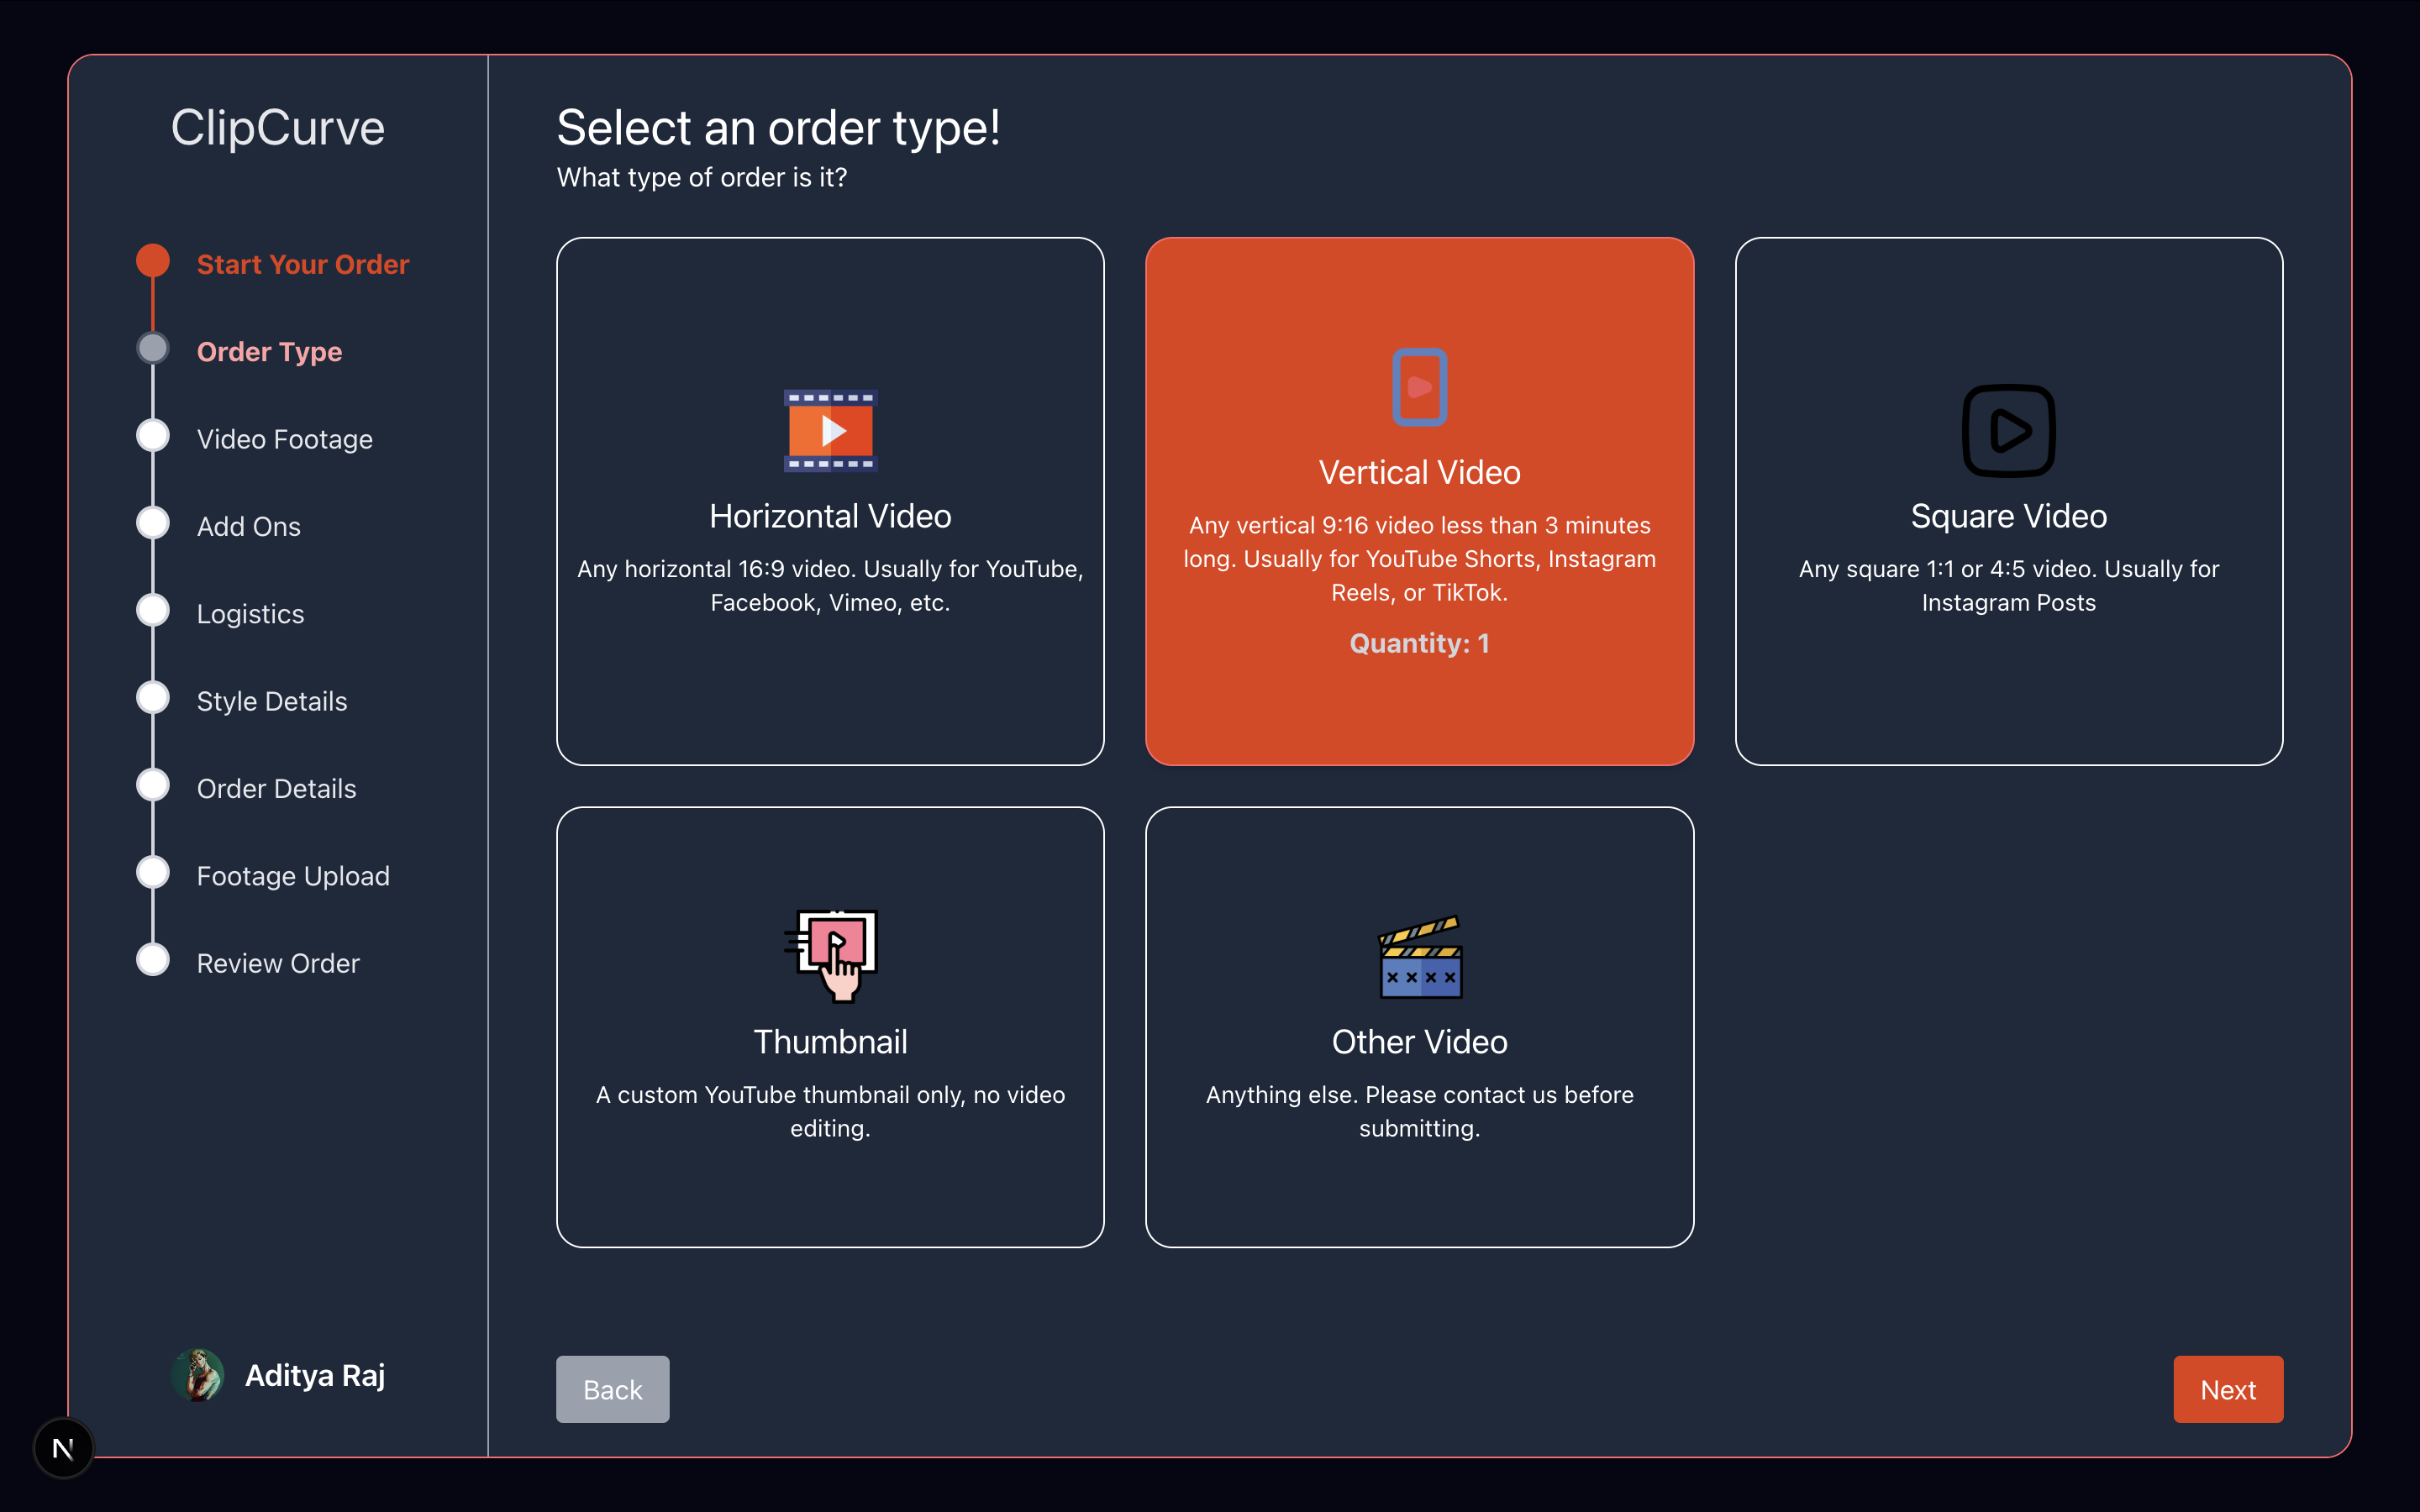 ClipCurve
Start Your Order
Order Type
Video Footage
Add Ons
Logistics
Style Details
Order Details
Footage Upload
Review Order
Aditya Raj
N
Select an order type!
What type of order is it?
Horizontal Video
Any horizontal 16:9 video. Usually for YouTube,
Facebook, Vimeo, etc.
Vertical Video
Any vertical 9:16 video less than 3 minutes
long. Usually for YouTube Shorts, Instagram
Reels, or TikTok.
Quantity: 1
Square Video
Any square 1:1 or 4:5 video. Usually for
Instagram Posts
Thumbnail
A custom YouTube thumbnail only, no video
editing.
Other Video
Anything else. Please contact us before
submitting.
Back
Next